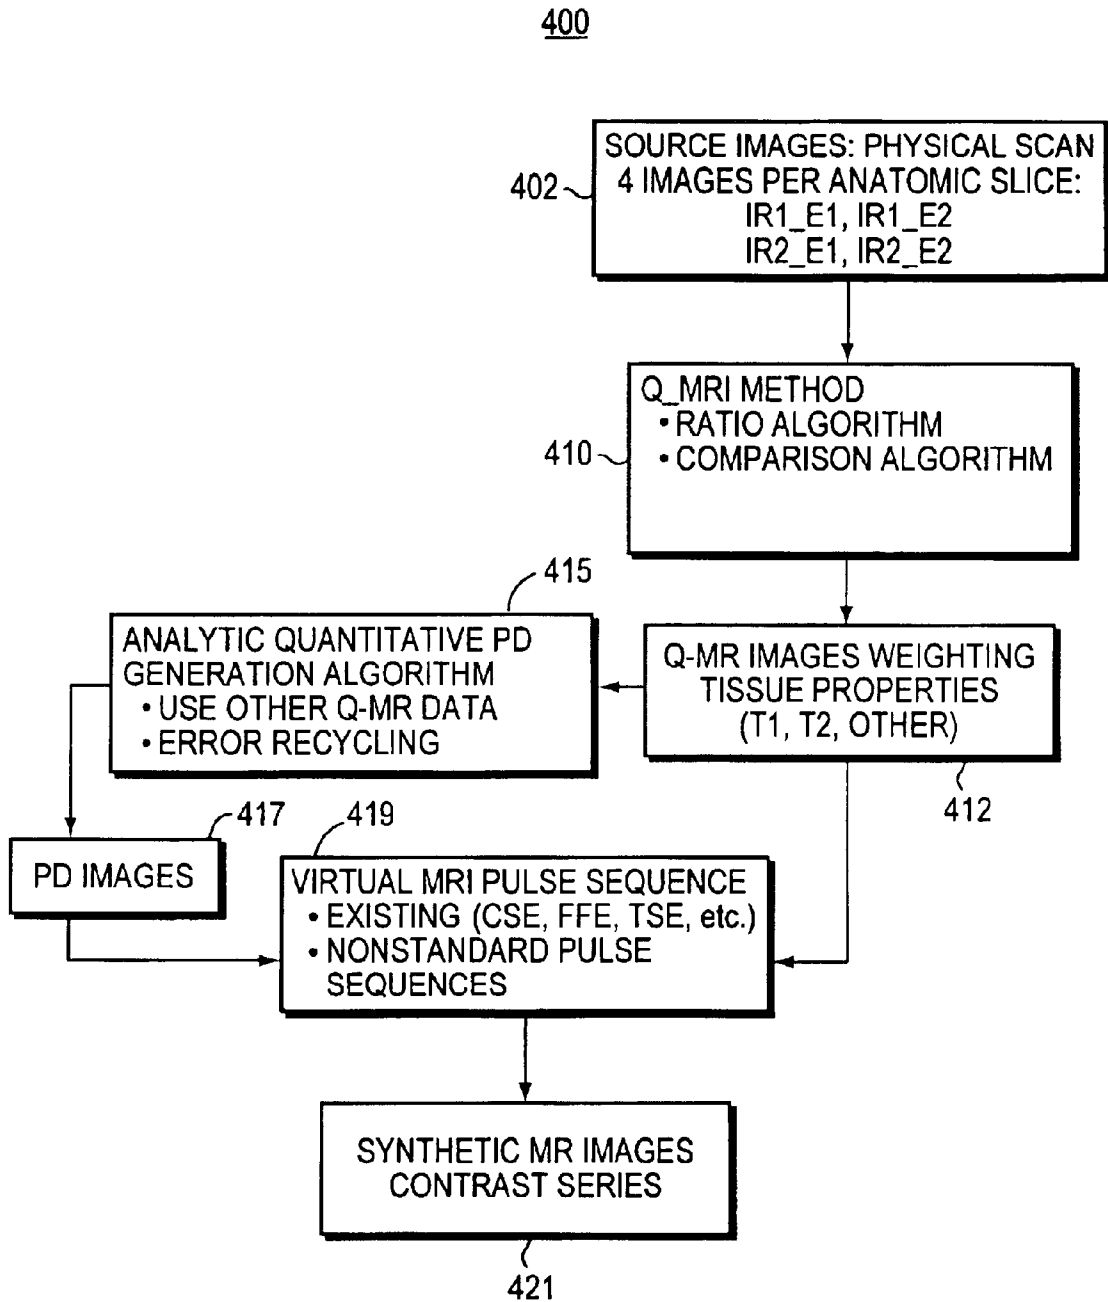 400
SOURCE IMAGES: PHYSICAL SCAN
4 IMAGES PER ANATOMIC SLICE:
IR1_E1, IR1_E2
IR2_E1, IR2_E2
402
Q_MRI METHOD
• RATIO ALGORITHM
• COMPARISON ALGORITHM
410
415
ANALYTIC QUANTITATIVE PD
GENERATION ALGORITHM
• USE OTHER Q-MR DATA
• ERROR RECYCLING
Q-MR IMAGES WEIGHTING
TISSUE PROPERTIES
(T1, T2, OTHER)
412
417
PD IMAGES
419
VIRTUAL MRI PULSE SEQUENCE
• EXISTING (CSE, FFE, TSE, etc.)
• NONSTANDARD PULSE
SEQUENCES
SYNTHETIC MR IMAGES
CONTRAST SERIES
421